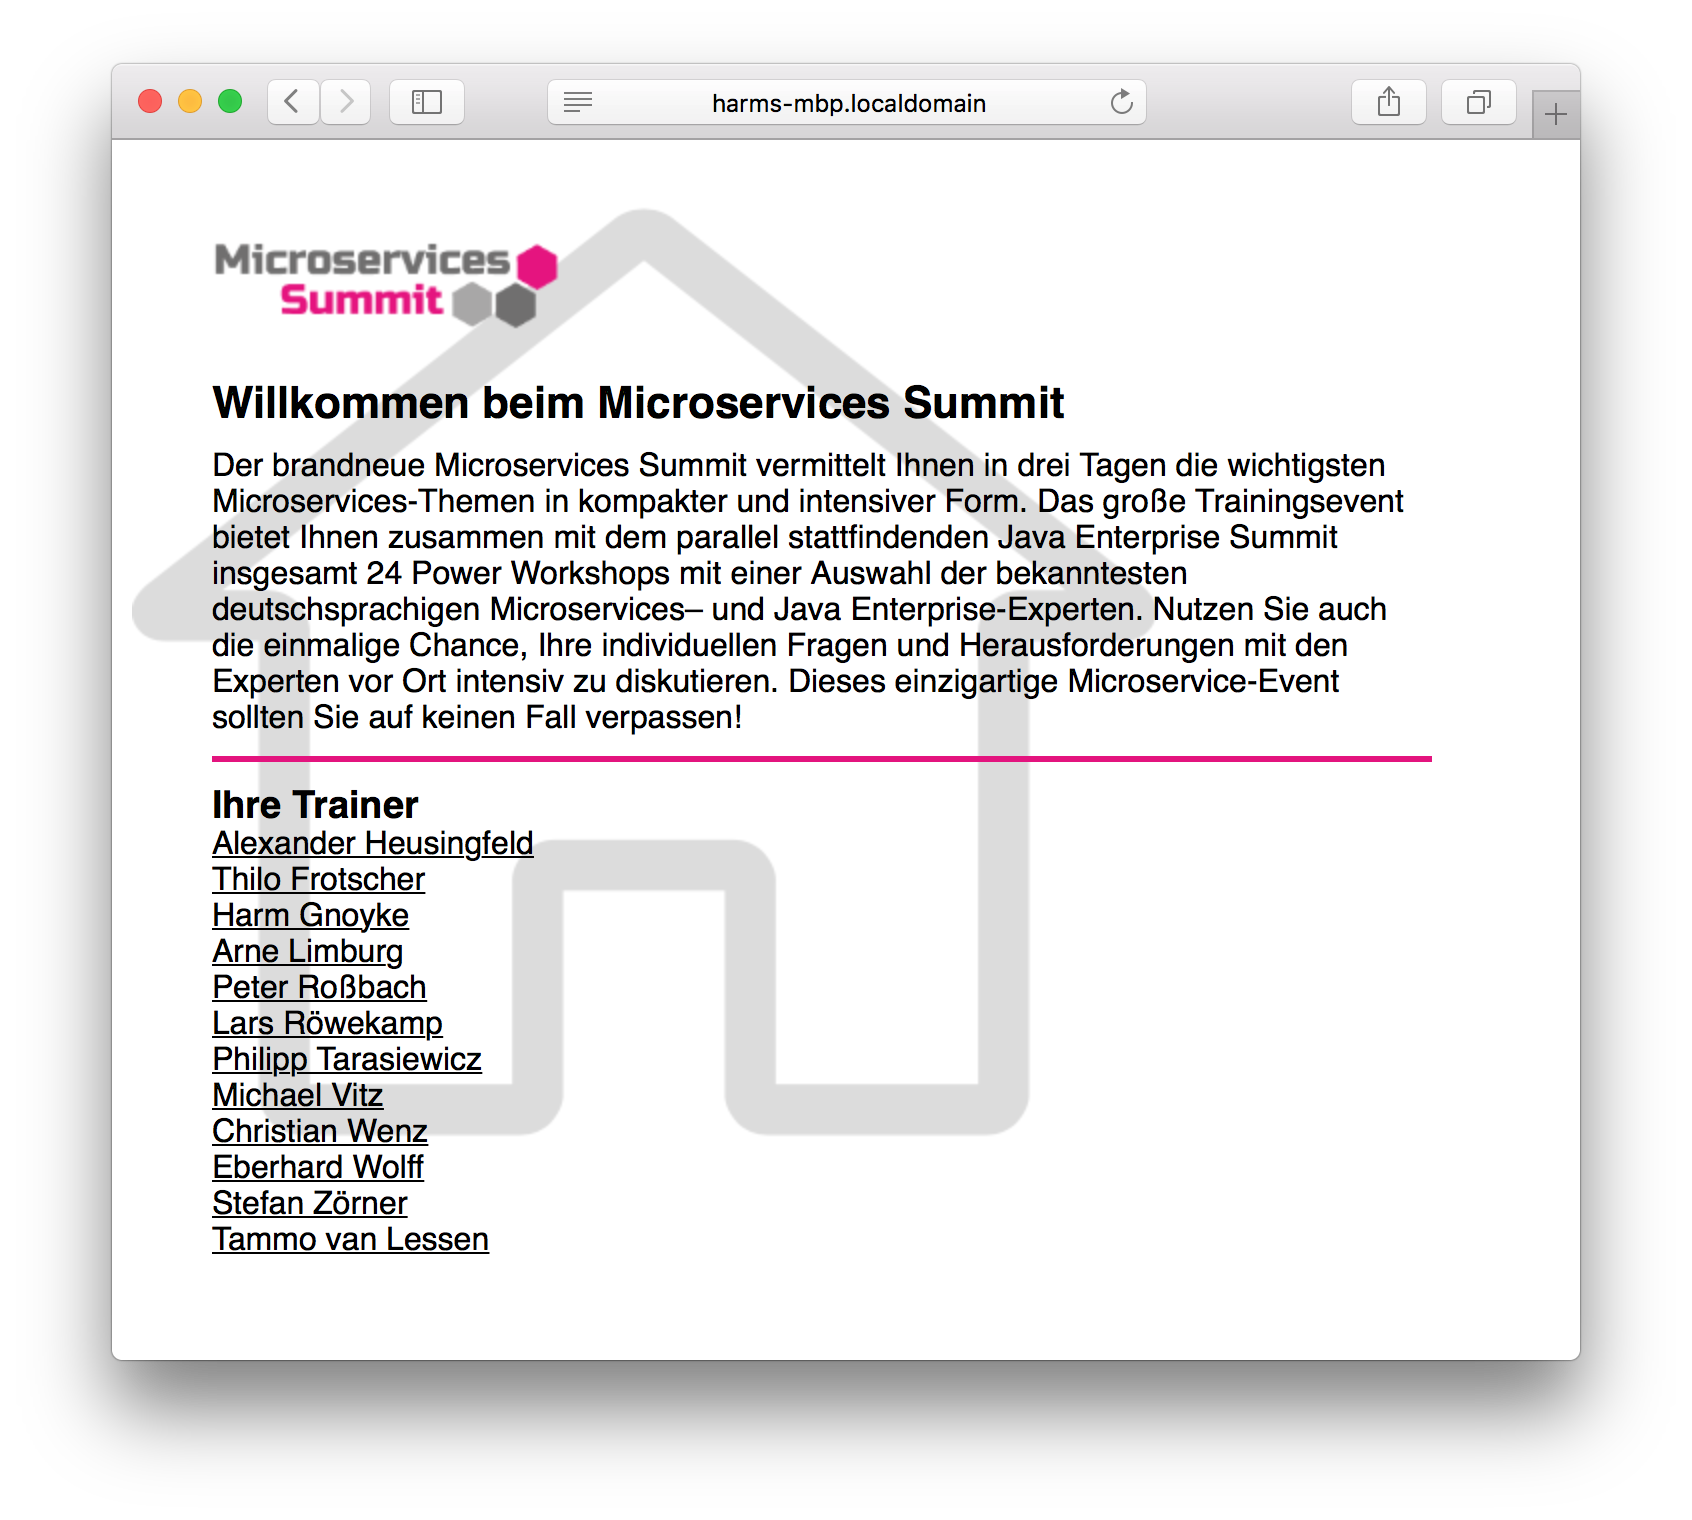 harms-mbp.localdomain
Microservices
Summit
Willkommen beim Microservices Summit
Der brandneue Microservices Summit vermittelt Ihnen in drei Tagen die wichtigsten
Microservices-Themen in kompakter und intensiver Form. Das große Trainingsevent
bietet Ihnen zusammen mit dem parallel stattfindenden Java Enterprise Summit
insgesamt 24 Power Workshops mit einer Auswahl der bekanntesten
deutschsprachigen Microservices– und Java Enterprise-Experten. Nutzen Sie auch
die einmalige Chance, Ihre individuellen Fragen und Herausforderungen mit den
Experten vor Ort intensiv zu diskutieren. Dieses einzigartige Microservice-Event
sollten Sie auf keinen Fall verpassen!
Ihre Trainer
Alexander Heusingfeld
Thilo Frotscher
Harm Gnoyke
Arne Limburg
Peter Roßbach
Lars Röwekamp
Philipp Tarasiewicz
Michael Vitz
Christian Wenz
Eberhard Wolff
Stefan Zörner
Tammo van Lessen